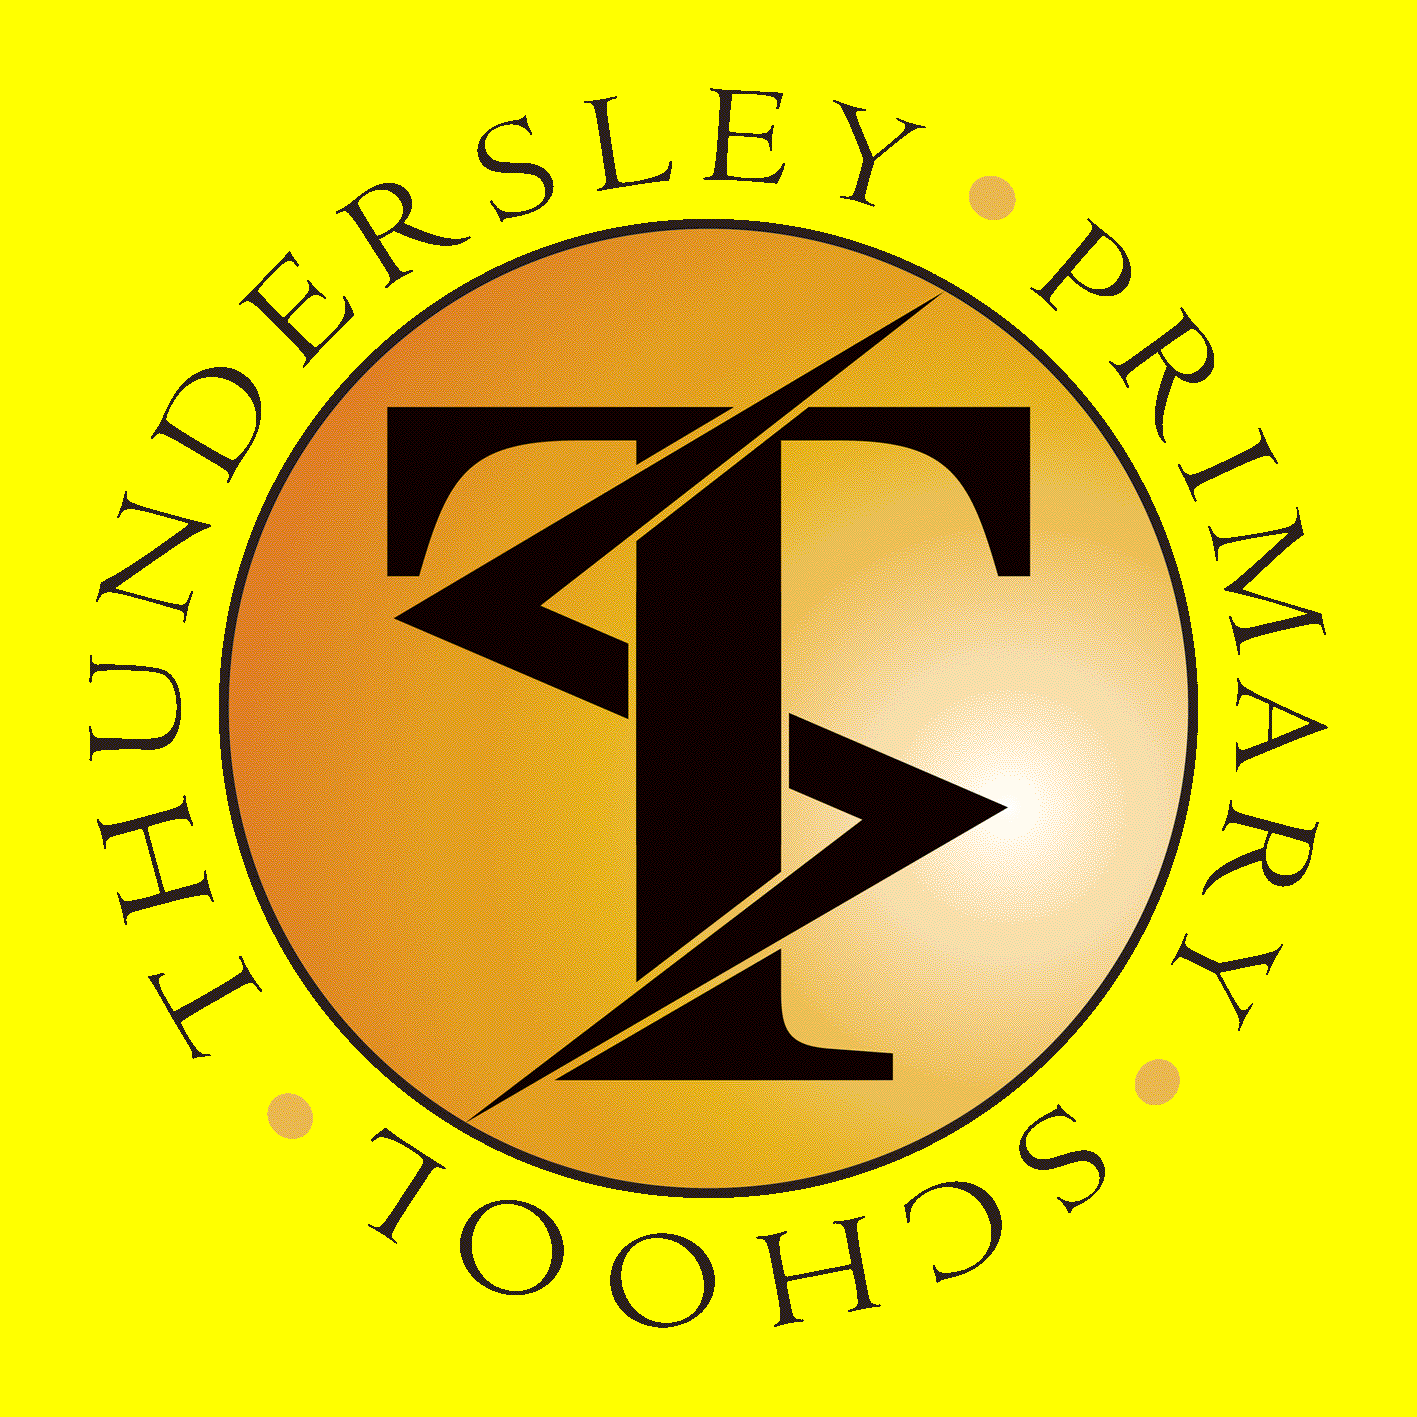 THUNDERSLEY • PRIMARY • SCHOOL •
T